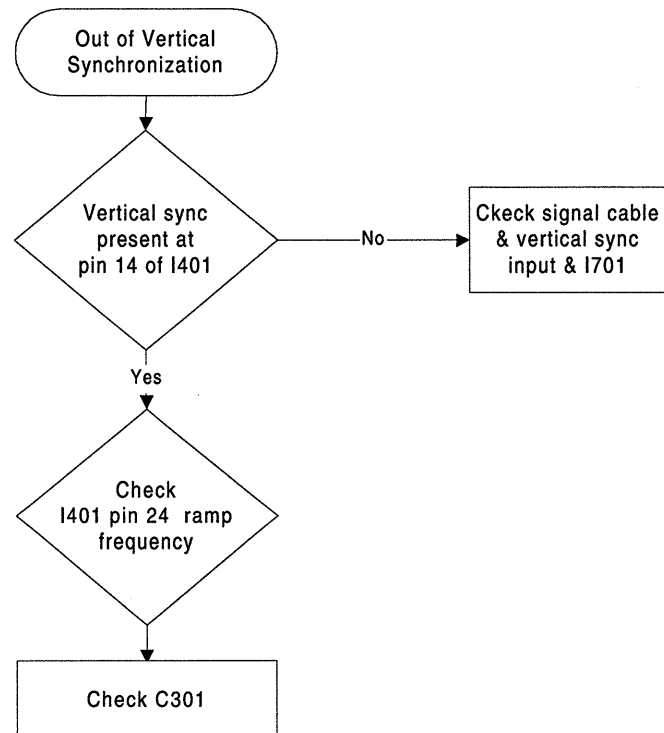 Out of Vertical
Synchronization
Vertical sync
present at
pin 14 of I401
No
Ckeck signal cable
& vertical sync
input & I701
Yes
Check
I401 pin 24 ramp
frequency
Check C301